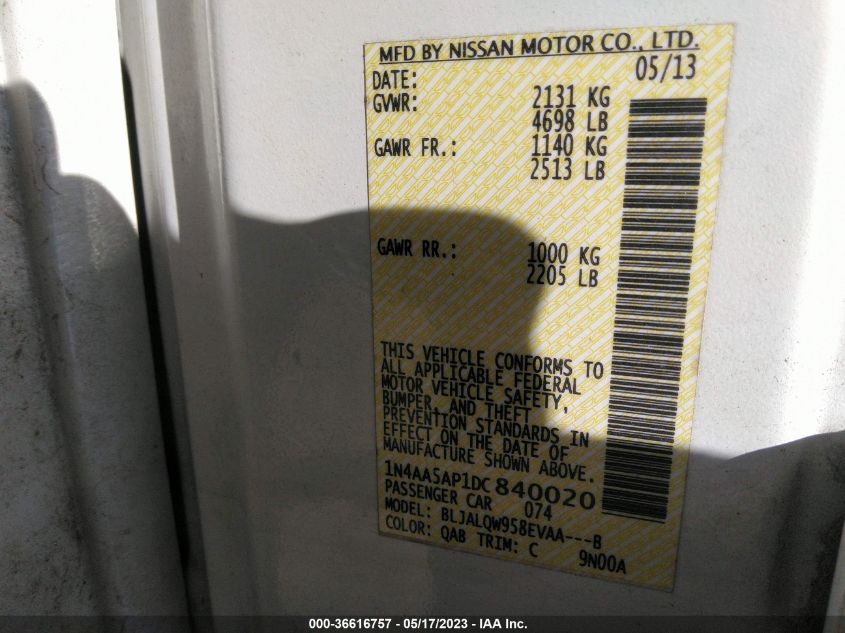 MFD BY NISSAN MOTOR CO., LTD.
DATE: 05/13
GVWR: 2131 KG
4698 LB
GAWR FR.: 1140 KG
2513 LB
GAWR RR.: 1000 KG
2205 LB
THIS VEHICLE CONFORMS TO
ALL APPLICABLE FEDERAL
MOTOR VEHICLE SAFETY,
BUMPER, AND THEFT
PREVENTION STANDARDS IN
EFFECT ON THE DATE OF
MANUFACTURE SHOWN ABOVE.
1N4AA5AP1DC840020
PASSENGER CAR 074
MODEL: BLJALQW958EVAA---B
COLOR: QAB TRIM: C 9N00A
000-36616757 - 05/17/2023 - IAA Inc.